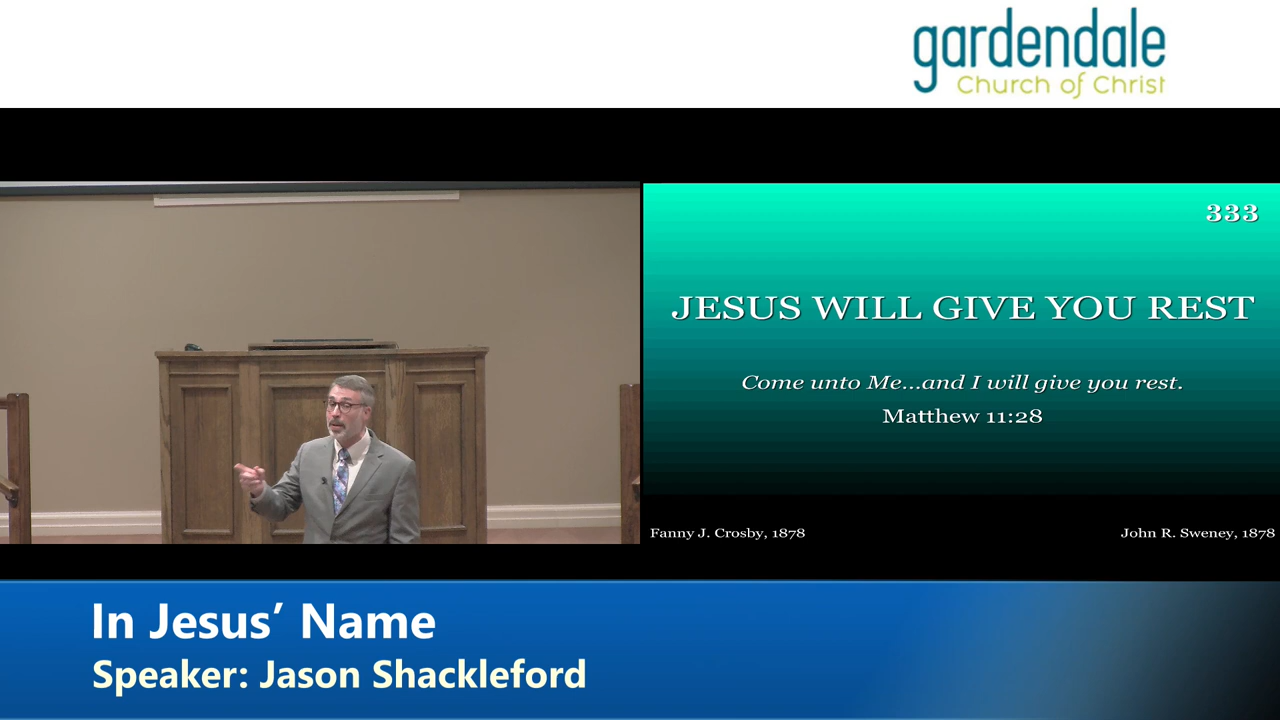 gardendale
Church of Christ
333
JESUS WILL GIVE YOU REST
Come unto Me...and I will give you rest.
Matthew 11:28
Fanny J. Crosby, 1878
John R. Sweney, 1878
In Jesus’ Name
Speaker: Jason Shackleford